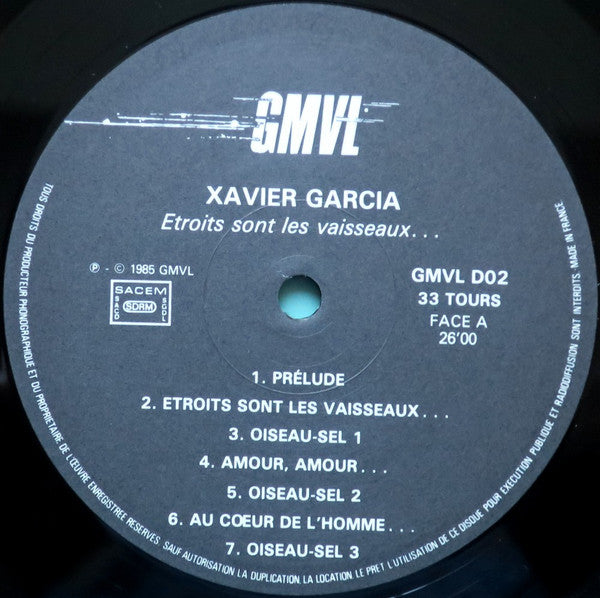 GMVL
XAVIER GARCIA
Etroits sont les vaisseaux...
℗ - © 1985 GMVL
SACEM
SACD
SDRM
SGDL
GMVL D02
33 TOURS
FACE A
26'00
1. PRÉLUDE
2. ETROITS SONT LES VAISSEAUX...
3. OISEAU-SEL 1
4. AMOUR, AMOUR...
5. OISEAU-SEL 2
6. AU CŒUR DE L'HOMME...
7. OISEAU-SEL 3
TOUS DROITS DU PRODUCTEUR PHONOGRAPHIQUE ET DU PROPRIETAIRE DE L'ŒUVRE ENREGISTREE RESERVES. SAUF AUTORISATION LA DUPLICATION, LA LOCATION, LE PRET, L'UTILISATION DE CE DISQUE POUR EXECUTION PUBLIQUE ET RADIODIFFUSION SONT INTERDITS. MADE IN FRANCE